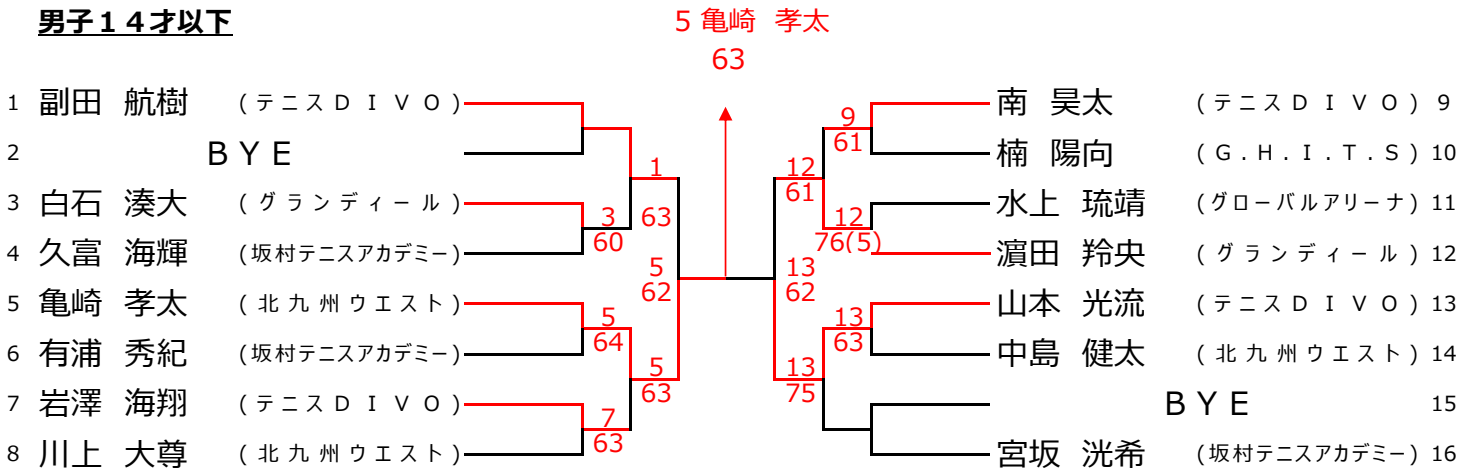 男子１４才以下
5 亀崎 孝太
63
1 副田 航樹 (テニスＤＩＶＯ)
2 ＢＹＥ
3 白石 湊大 (グランディール)
4 久富 海輝 (坂村テニスアカデミー)
5 亀崎 孝太 (北九州ウエスト)
6 有浦 秀紀 (坂村テニスアカデミー)
7 岩澤 海翔 (テニスＤＩＶＯ)
8 川上 大尊 (北九州ウエスト)
3
60
5
64
7
63
1
63
5
63
5
62
13
62
12
61
13
75
9
61
12
76(5)
13
63
南 昊太 (テニスＤＩＶＯ) 9
楠 陽向 (Ｇ.Ｈ.Ｉ.Ｔ.Ｓ) 10
水上 琉靖 (グローバルアリーナ) 11
濵田 羚央 (グランディール) 12
山本 光流 (テニスＤＩＶＯ) 13
中島 健太 (北九州ウエスト) 14
ＢＹＥ 15
宮坂 洸希 (坂村テニスアカデミー) 16